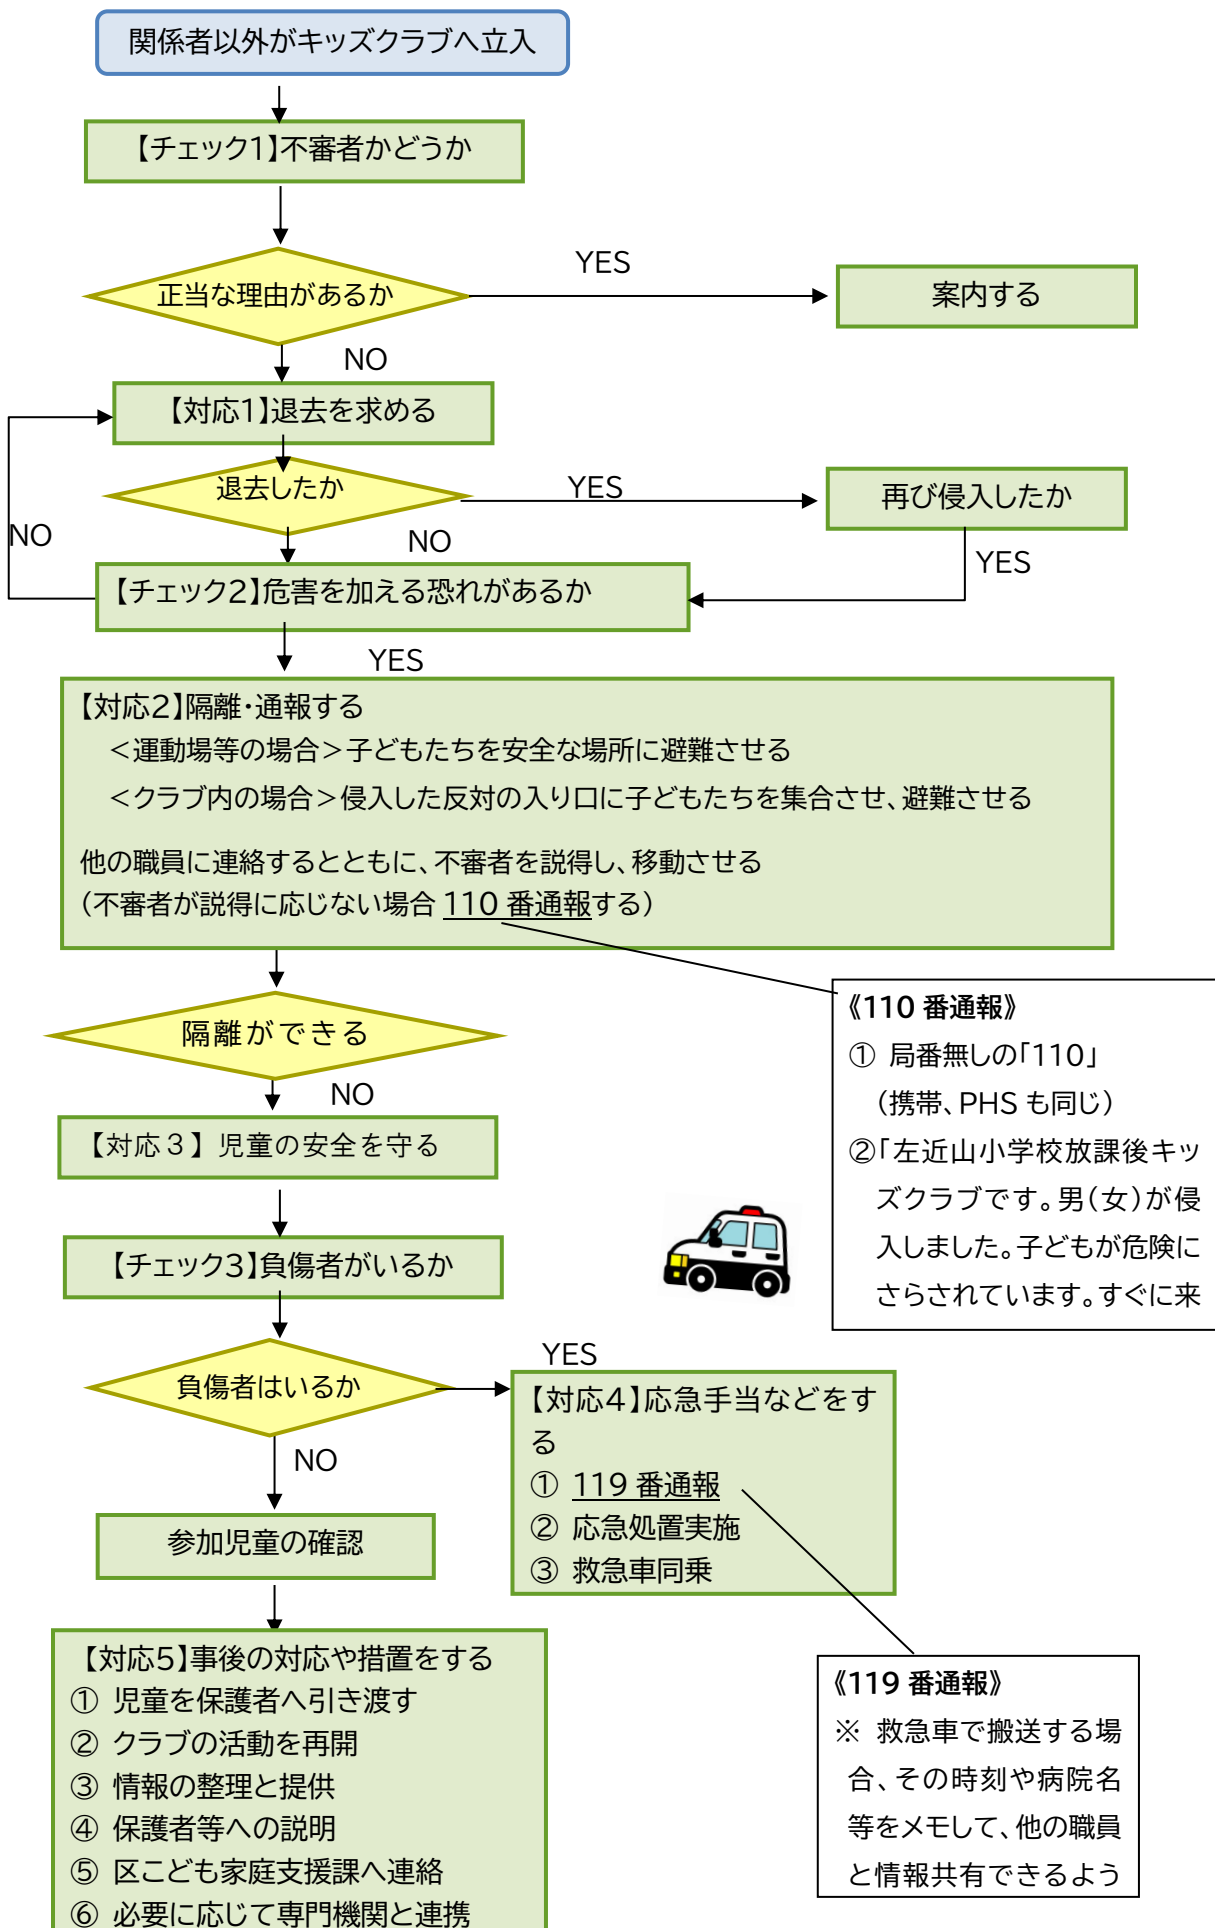 関係者以外がキッズクラブへ立入
【チェック1】不審者かどうか
正当な理由があるか
YES
案内する
NO
【対応1】退去を求める
退去したか
YES
再び侵入したか
NO
NO
YES
【チェック2】危害を加える恐れがあるか
YES
【対応2】隔離・通報する
＜運動場等の場合＞子どもたちを安全な場所に避難させる
＜クラブ内の場合＞侵入した反対の入り口に子どもたちを集合させ、避難させる
他の職員に連絡するとともに、不審者を説得し、移動させる
（不審者が説得に応じない場合 110 番通報する）
隔離ができる
NO
【対応３】児童の安全を守る
《110 番通報》
① 局番無しの「110」
（携帯、PHS も同じ）
②「左近山小学校放課後キッ
ズクラブです。男（女）が侵
入しました。子どもが危険に
さらされています。すぐに来
【チェック3】負傷者がいるか
負傷者はいるか
YES
【対応4】応急手当などをす
る
① 119 番通報
② 応急処置実施
③ 救急車同乗
NO
参加児童の確認
【対応5】事後の対応や措置をする
① 児童を保護者へ引き渡す
② クラブの活動を再開
③ 情報の整理と提供
④ 保護者等への説明
⑤ 区こども家庭支援課へ連絡
⑥ 必要に応じて専門機関と連携
《119 番通報》
※ 救急車で搬送する場
合、その時刻や病院名
等をメモして、他の職員
と情報共有できるよう